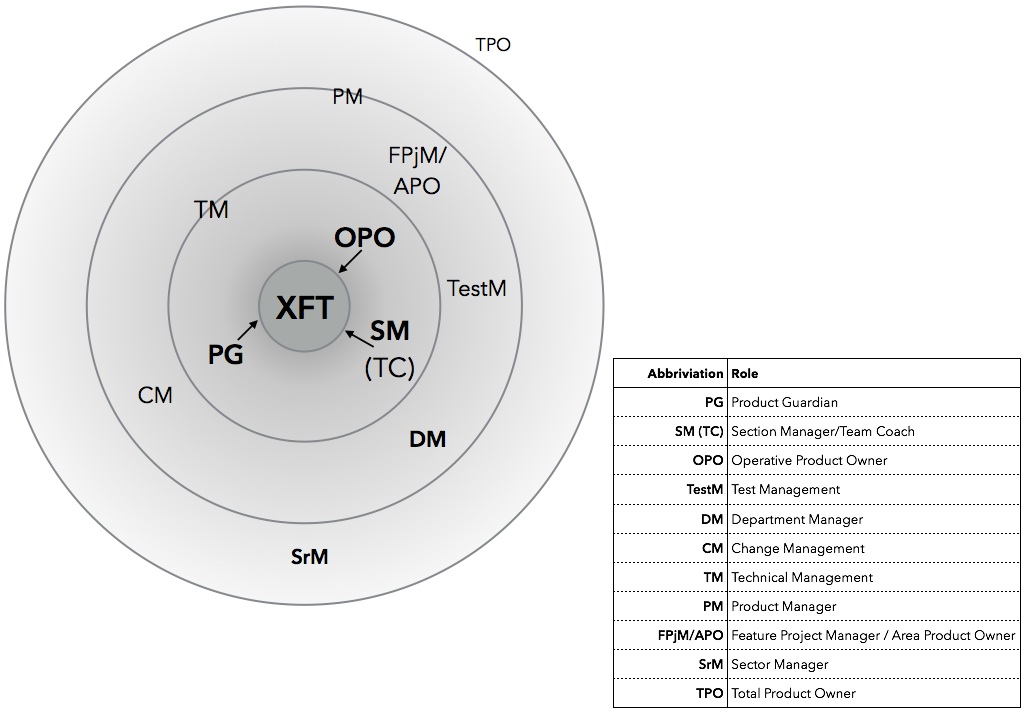 TPO
PM
FPjM/
APO
TM
OPO
TestM
XFT
SM
PG
(TC)
CM
DM
SrM
Abbriviation Role
PG Product Guardian
SM (TC) Section Manager/Team Coach
OPO Operative Product Owner
TestM Test Management
DM Department Manager
CM Change Management
TM Technical Management
PM Product Manager
FPjM/APO Feature Project Manager / Area Product Owner
SrM Sector Manager
TPO Total Product Owner